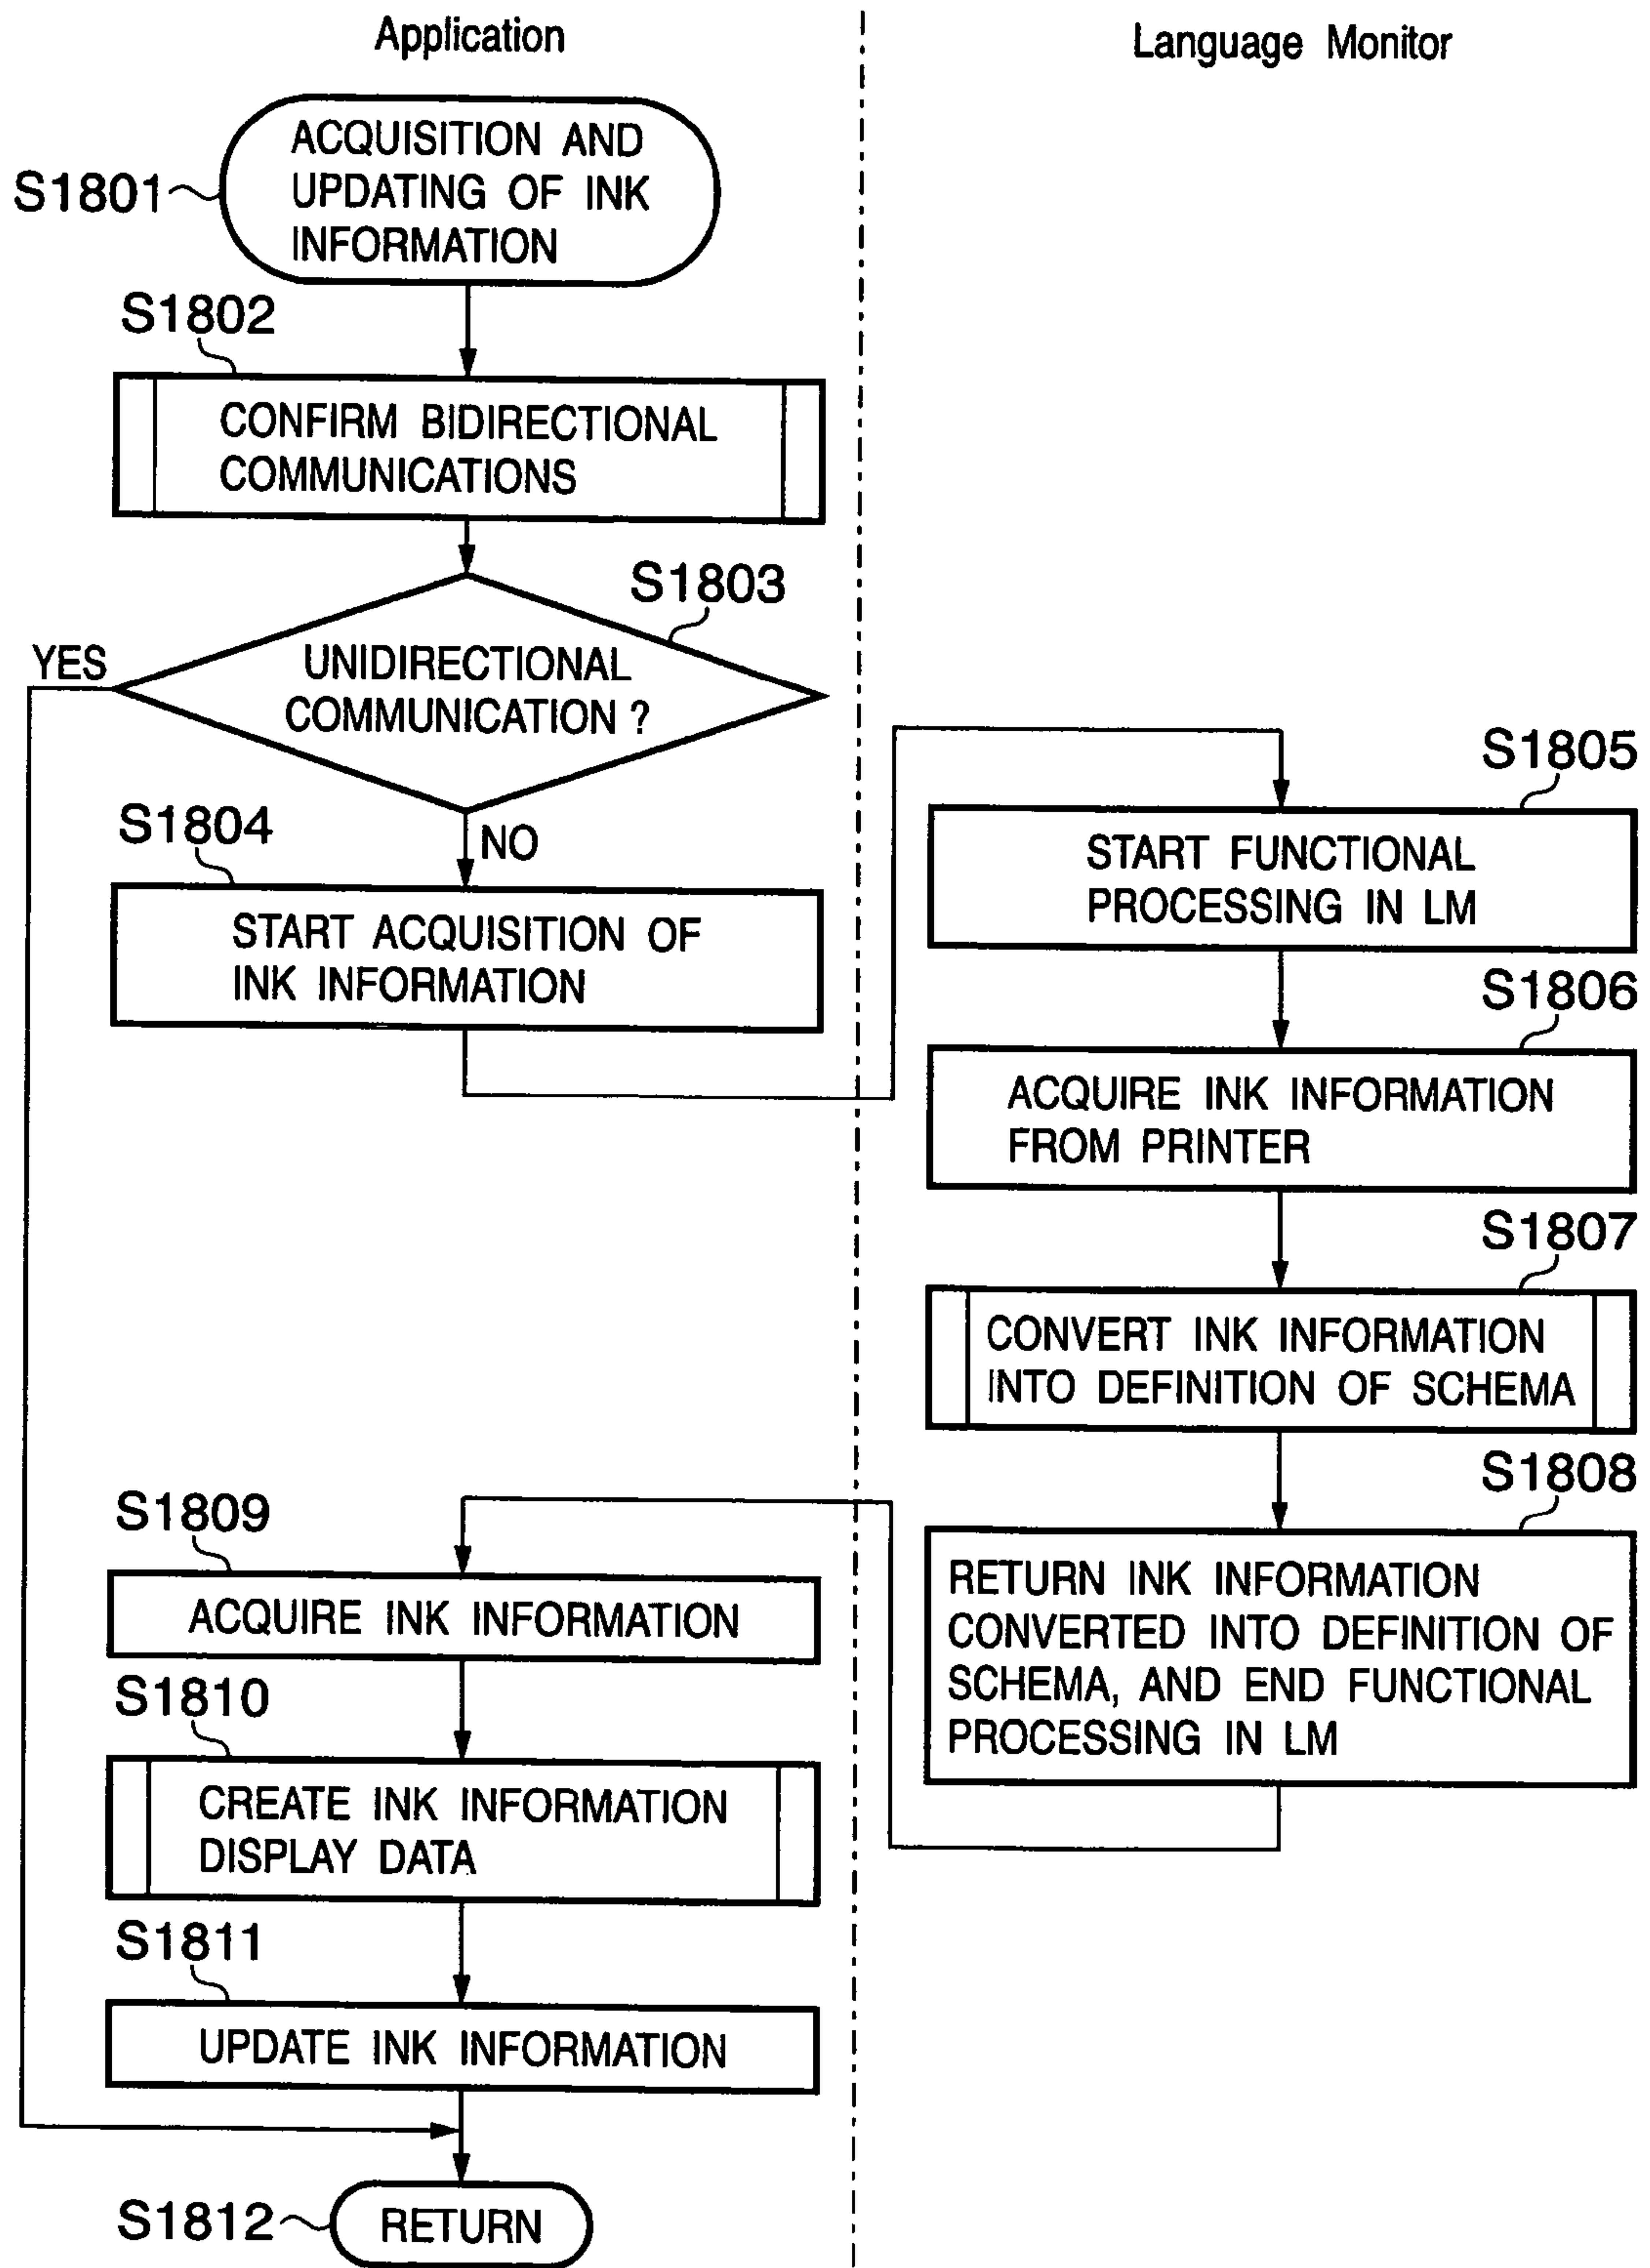 Application
Language Monitor
S1801
ACQUISITION AND
UPDATING OF INK
INFORMATION
S1802
CONFIRM BIDIRECTIONAL
COMMUNICATIONS
S1803
YES
UNIDIRECTIONAL
COMMUNICATION ?
NO
S1804
START ACQUISITION OF
INK INFORMATION
S1805
START FUNCTIONAL
PROCESSING IN LM
S1806
ACQUIRE INK INFORMATION
FROM PRINTER
S1807
CONVERT INK INFORMATION
INTO DEFINITION OF SCHEMA
S1808
RETURN INK INFORMATION
CONVERTED INTO DEFINITION OF
SCHEMA, AND END FUNCTIONAL
PROCESSING IN LM
S1809
ACQUIRE INK INFORMATION
S1810
CREATE INK INFORMATION
DISPLAY DATA
S1811
UPDATE INK INFORMATION
S1812
RETURN